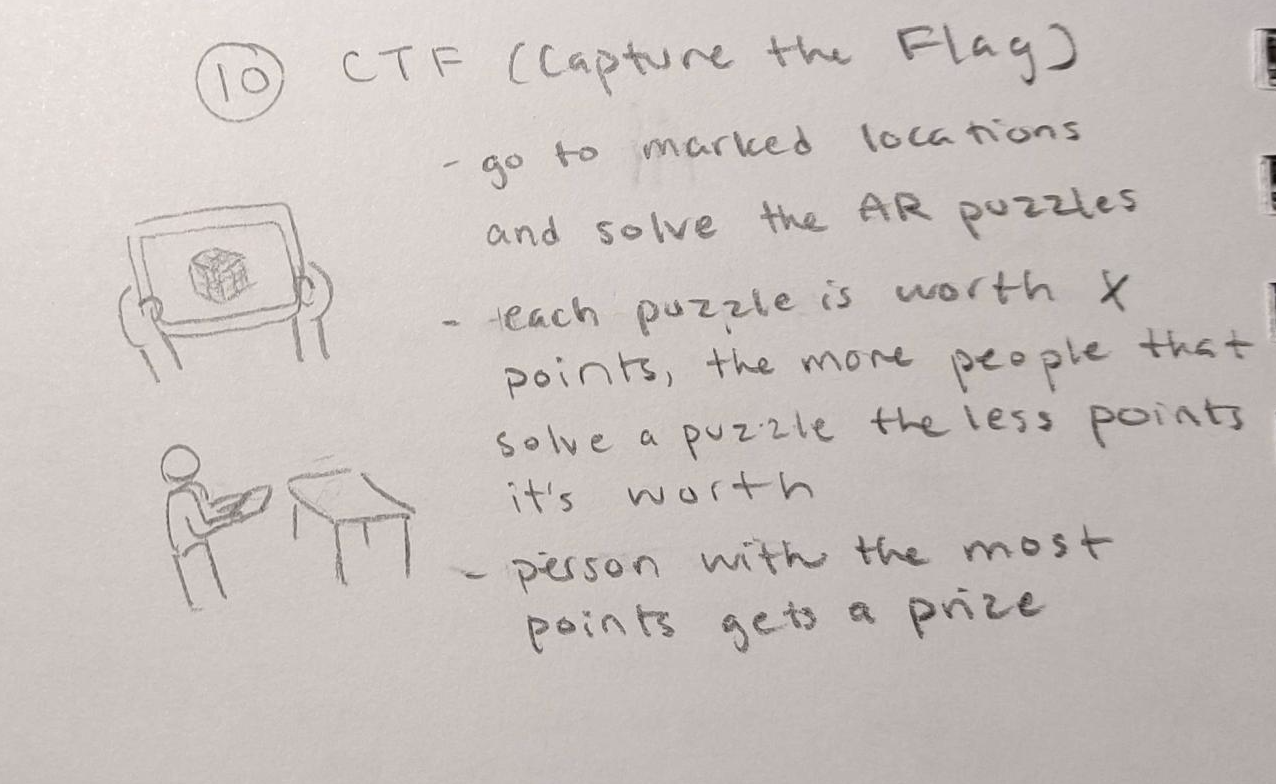 10 CTF (Capture the Flag)
- go to marked locations
and solve the AR puzzles
- each puzzle is worth X
points, the more people that
solve a puzzle the less points
it's worth
- person with the most
points gets a prize